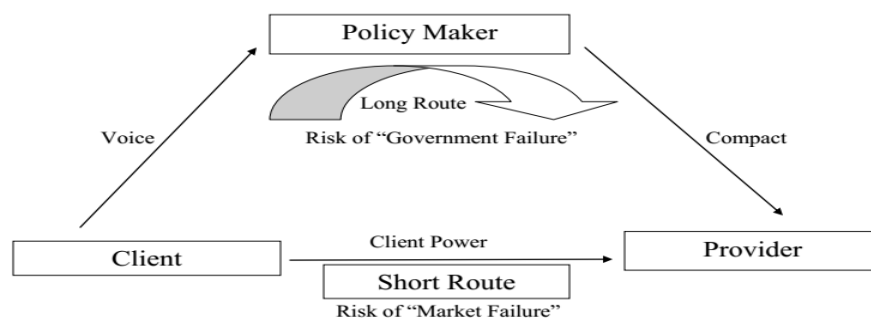 Policy Maker
Long Route
Voice
Risk of “Government Failure”
Compact
Client Power
Client
Provider
Short Route
Risk of “Market Failure”